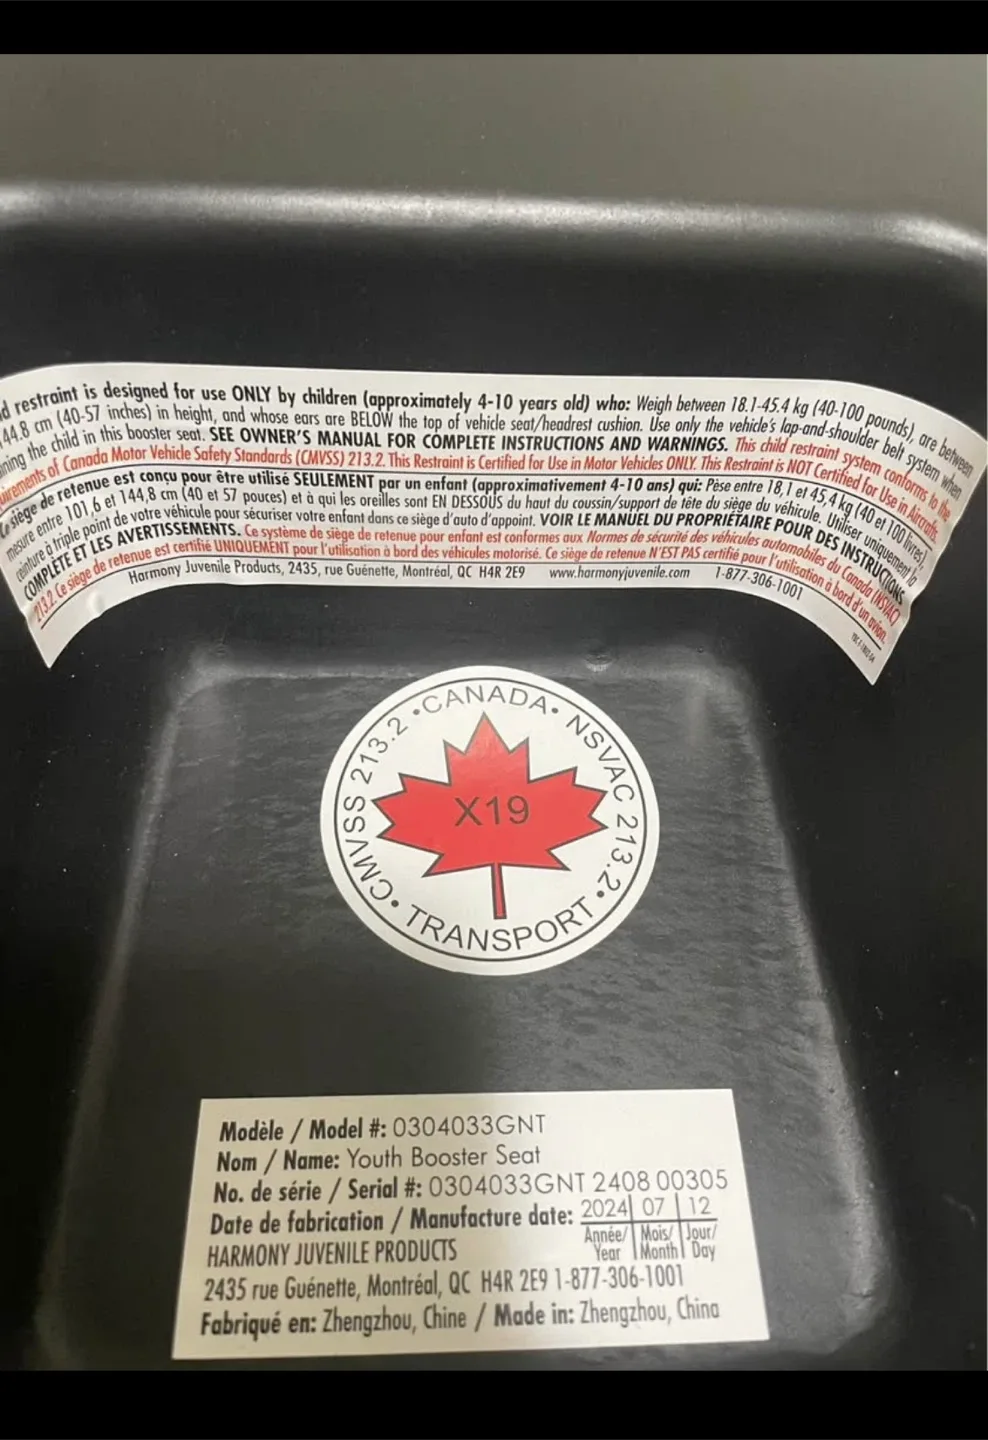 d restraint is designed for use ONLY by children (approximately 4-10 years old) who: Weigh between 18.1-45.4 kg (40-100 pounds), are between
44.8 cm (40-57 inches) in height, and whose ears are BELOW the top of vehicle seat/headrest cushion. Use only the vehicle's lap-and-shoulder belt system when
ining the child in this booster seat. SEE OWNER'S MANUAL FOR COMPLETE INSTRUCTIONS AND WARNINGS. This child restraint system conforms to the
uirements of Canada Motor Vehicle Safety Standards (CMVSS) 213.2. This Restraint is Certified for Use in Motor Vehicles ONLY. This Restraint is NOT Certified for Use in Aircrafts.
Ce siège de retenue est conçu pour être utilisé SEULEMENT par un enfant (approximativement 4-10 ans) qui: Pèse entre 18,1 et 45,4 kg (40 et 100 livres),
mesure entre 101,6 et 144,8 cm (40 et 57 pouces) et à qui les oreilles sont EN DESSOUS du haut du coussin/support de tête du siège du véhicule. Utiliser uniquement la
ceinture à triple point de votre véhicule pour sécuriser votre enfant dans ce siège d'auto d'appoint. VOIR LE MANUEL DU PROPRIÉTAIRE POUR DES INSTRUCTIONS
COMPLÈTE ET LES AVERTISSEMENTS. Ce système de siège de retenue pour enfant est conformes aux Normes de sécurité des véhicules automobiles du Canada (NSVAC)
213.2. Ce siège de retenue est certifié UNIQUEMENT pour l'utilisation à bord des véhicules motorisé. Ce siège de retenue N'EST PAS certifié pour l'utilisation à bord d'un avion.
Harmony Juvenile Products, 2435, rue Guénette, Montréal, QC H4R 2E9 www.harmonyjuvenile.com 1-877-306-1001
CMVSS 213.2 • CANADA • NSVAC 213.2 • TRANSPORT •
X19
Modèle / Model #: 0304033GNT
Nom / Name: Youth Booster Seat
No. de série / Serial #: 0304033GNT 2408 00305
Date de fabrication / Manufacture date: 2024 | 07 | 12
Année/ | Mois/ | Jour/
Year | Month | Day
HARMONY JUVENILE PRODUCTS
2435 rue Guénette, Montréal, QC H4R 2E9 1-877-306-1001
Fabriqué en: Zhengzhou, Chine / Made in: Zhengzhou, China